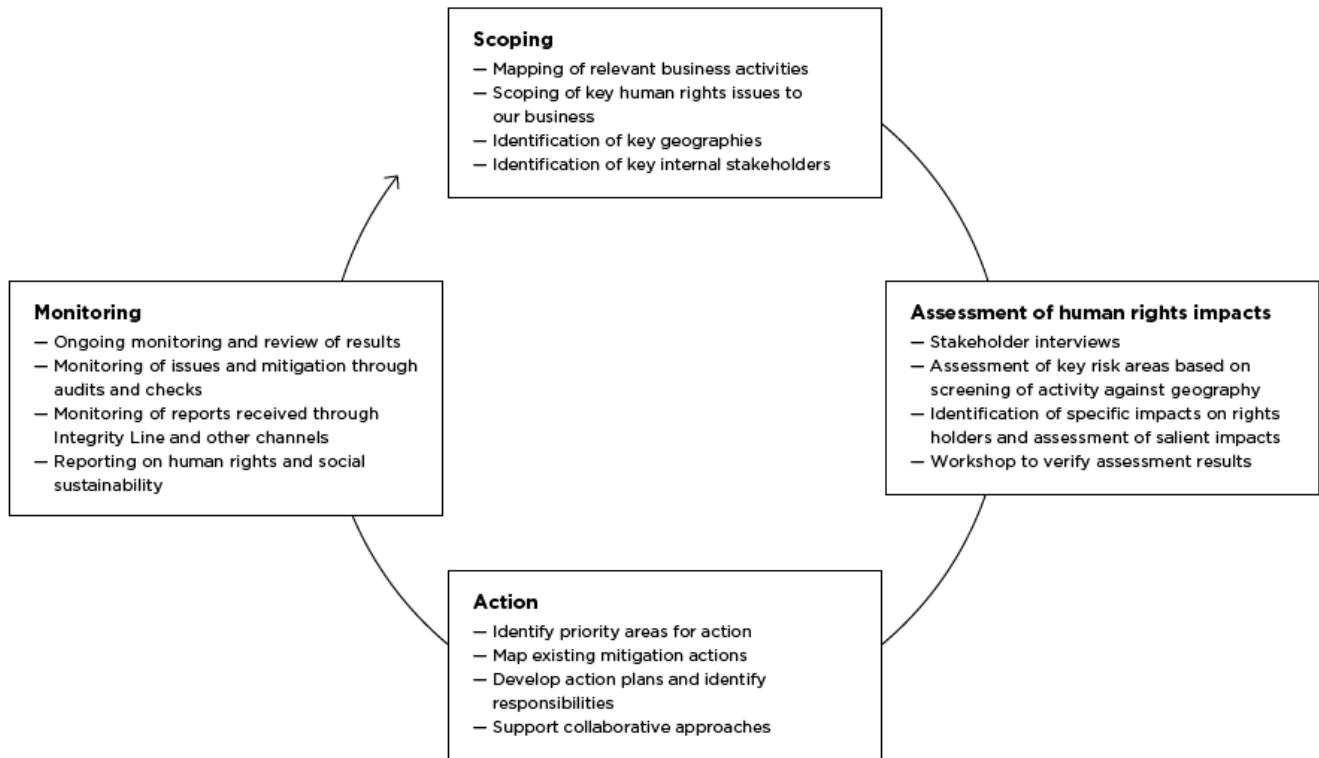 Scoping
— Mapping of relevant business activities
— Scoping of key human rights issues to
our business
— Identification of key geographies
— Identification of key internal stakeholders
Assessment of human rights impacts
— Stakeholder interviews
— Assessment of key risk areas based on
screening of activity against geography
— Identification of specific impacts on rights
holders and assessment of salient impacts
— Workshop to verify assessment results
Action
— Identify priority areas for action
— Map existing mitigation actions
— Develop action plans and identify
responsibilities
— Support collaborative approaches
Monitoring
— Ongoing monitoring and review of results
— Monitoring of issues and mitigation through
audits and checks
— Monitoring of reports received through
Integrity Line and other channels
— Reporting on human rights and social
sustainability